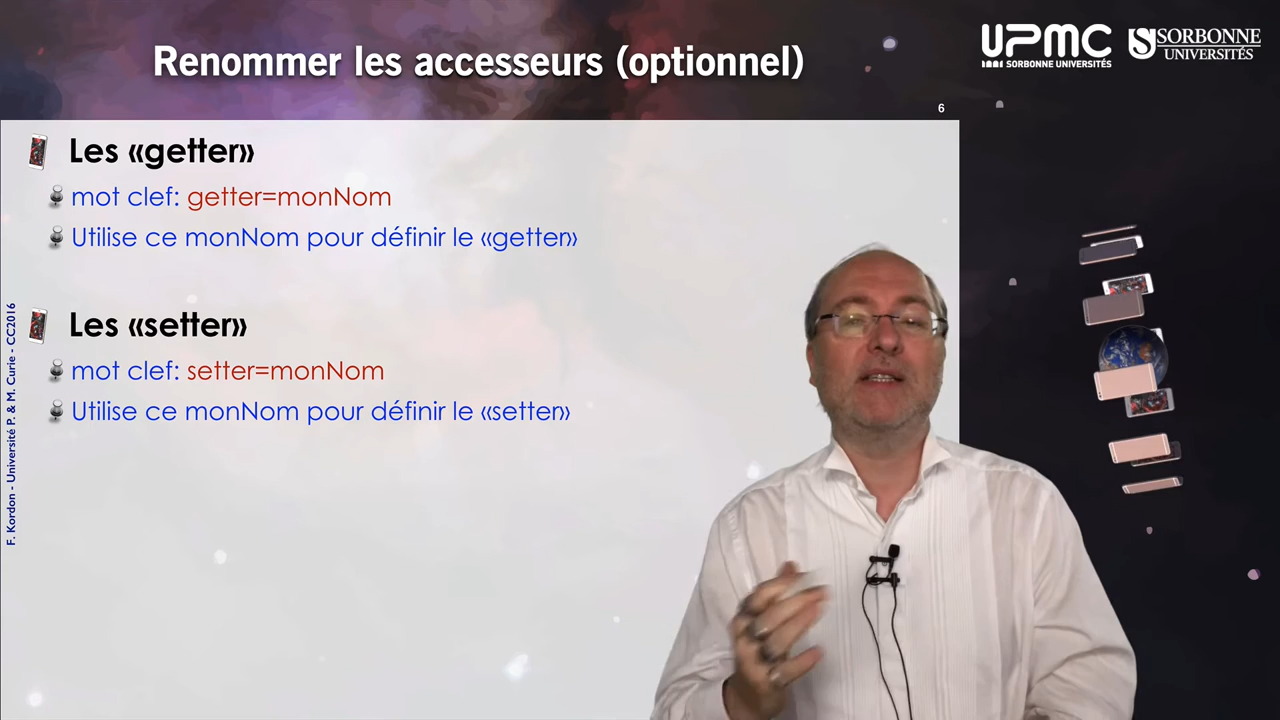 Renommer les accesseurs (optionnel)
UPMC
SORBONNE UNIVERSITÉS
SORBONNE
UNIVERSITÉS
6
Les «getter»
mot clef: getter=monNom
Utilise ce monNom pour définir le «getter»
Les «setter»
mot clef: setter=monNom
Utilise ce monNom pour définir le «setter»
F. Kordon - Université P. & M. Curie - CC2016